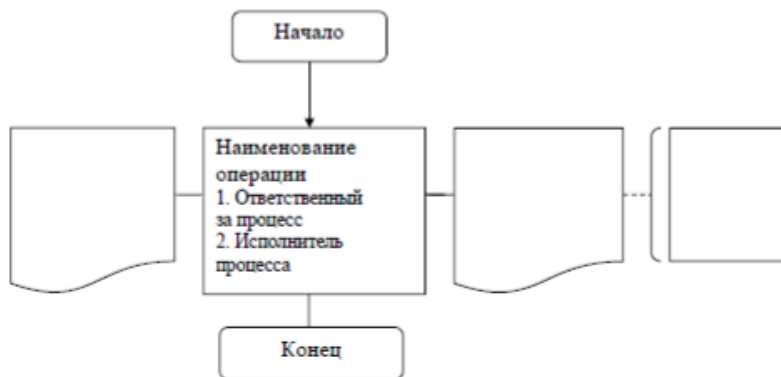 Начало
Наименование
операции
1. Ответственный
за процесс
2. Исполнитель
процесса
Конец